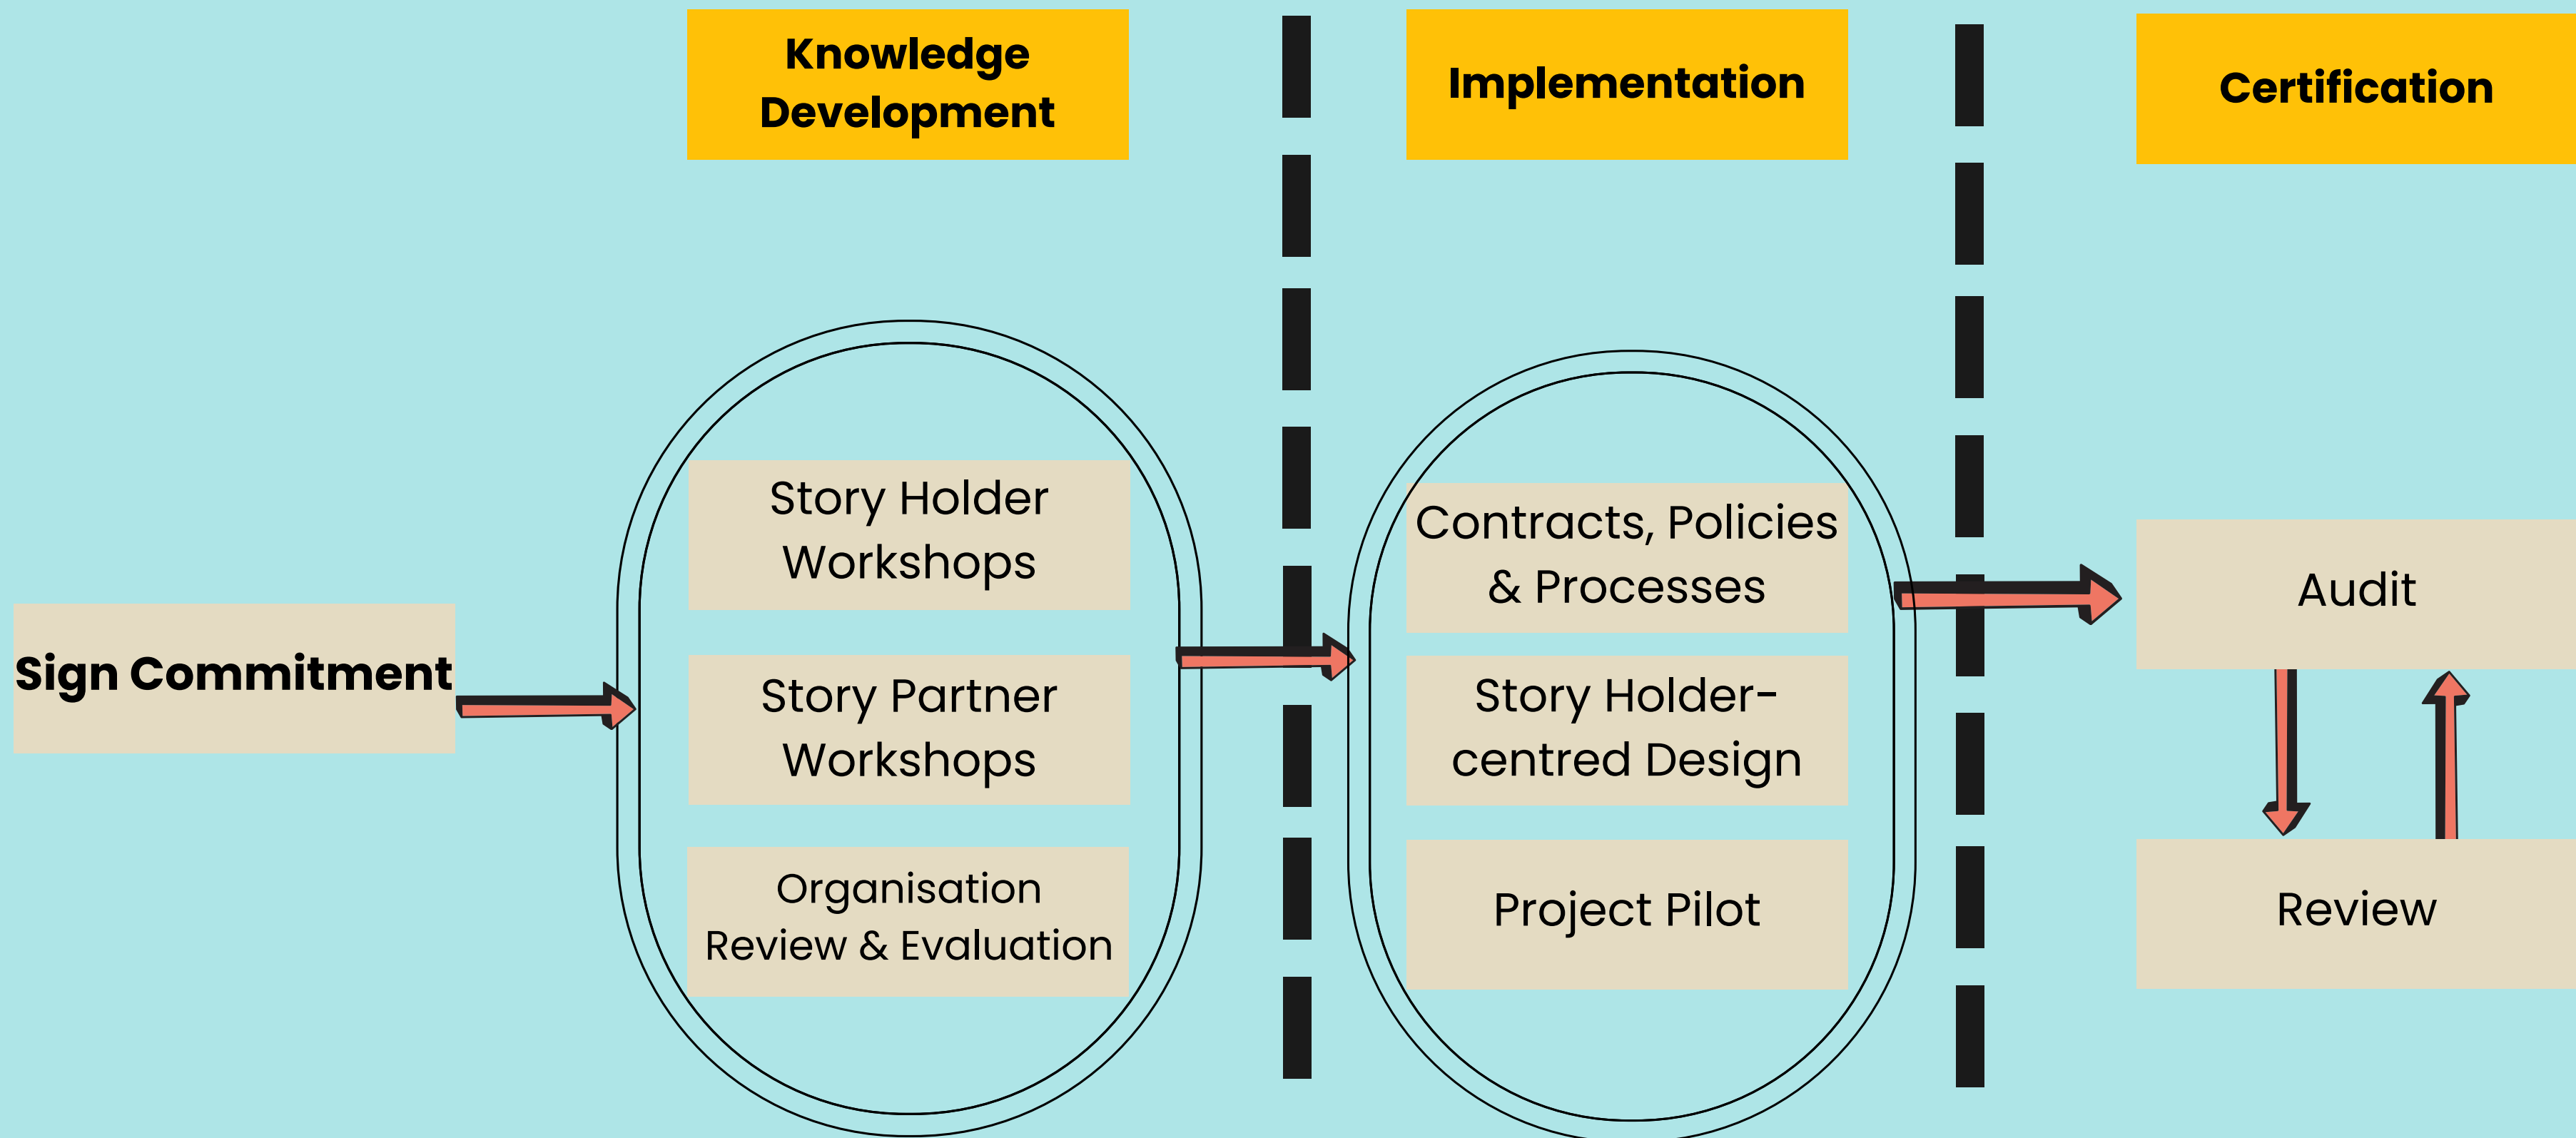 Knowledge
Development
Implementation
Certification
Sign Commitment
Story Holder
Workshops
Story Partner
Workshops
Organisation
Review & Evaluation
Contracts, Policies
& Processes
Story Holder-
centred Design
Project Pilot
Audit
Review